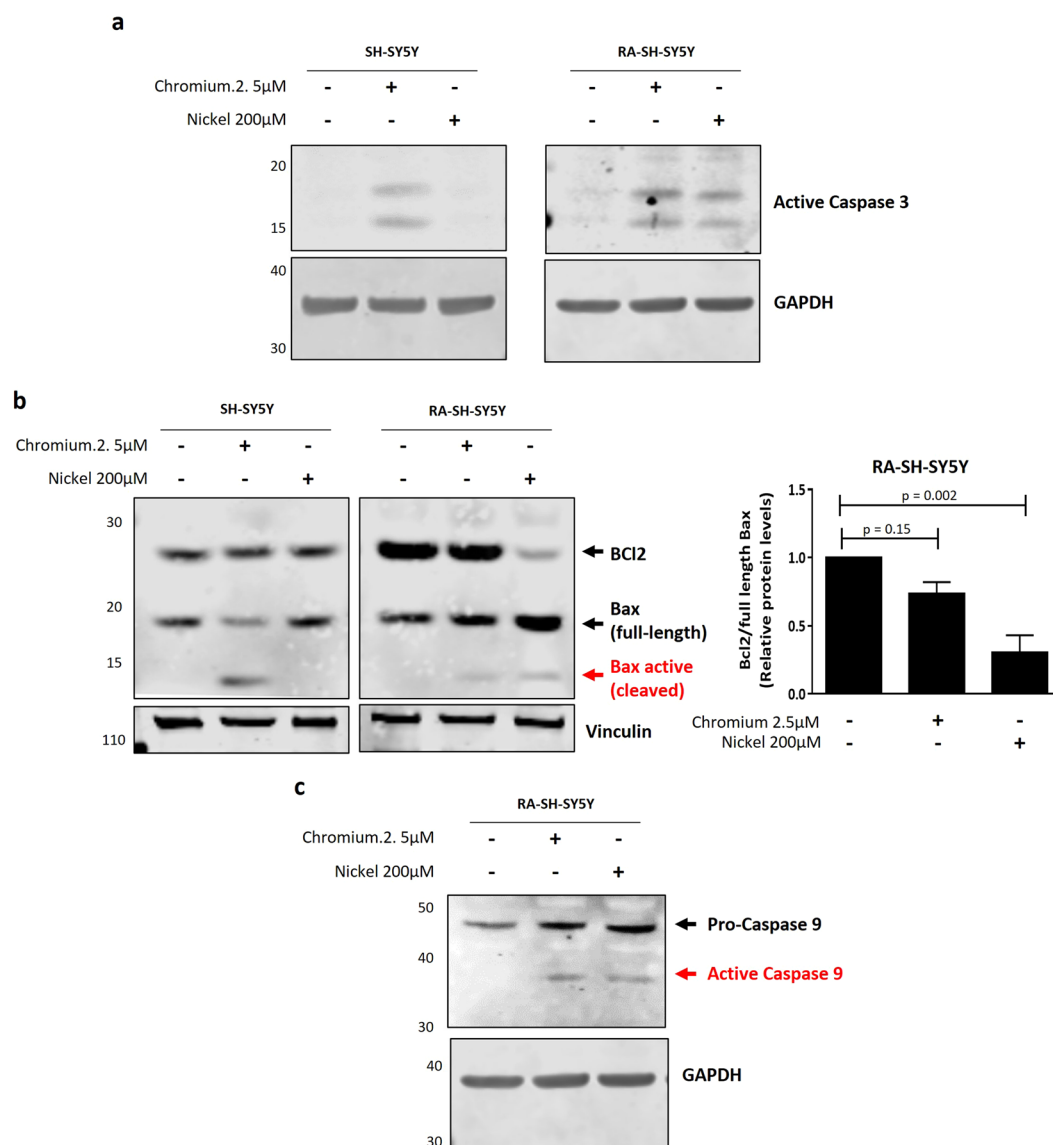 a
SH-SY5Y RA-SH-SY5Y
Chromium.2. 5µM - + - - + -
Nickel 200µM - - + - - +
20
15
Active Caspase 3
40
30
GAPDH
b
SH-SY5Y RA-SH-SY5Y
Chromium.2. 5µM - + - - + -
Nickel 200µM - - + - - +
30
20
15
BCl2
Bax
(full-length)
Bax active
(cleaved)
110
Vinculin
RA-SH-SY5Y
Bcl2/full length Bax
(Relative protein levels)
1.5
1.0
0.5
0.0
p = 0.002
p = 0.15
Chromium 2.5µM - + -
Nickel 200µM - - +
c
RA-SH-SY5Y
Chromium.2. 5µM - + -
Nickel 200µM - - +
50
40
30
Pro-Caspase 9
Active Caspase 9
40
30
GAPDH